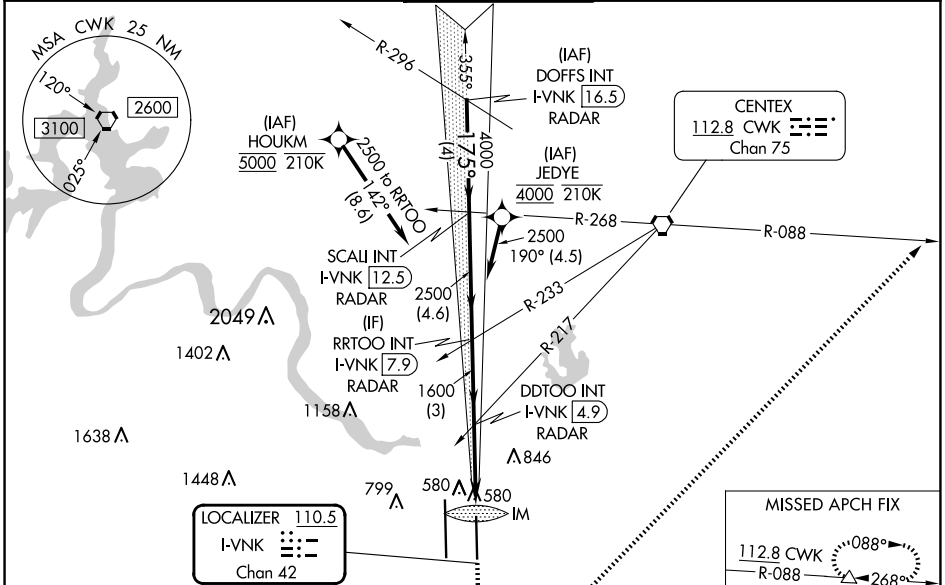 MSA CWK 25 NM
120°
2600
3100
025°
R-296
355°
(IAF)
DOFFS INT
I-VNK 16.5
RADAR
CENTEX
112.8 CWK
Chan 75
(IAF)
HOUKM
5000 210K
2500 to RRTOO
142°
(8.6)
4000
175°
(4)
(IAF)
JEDYE
4000 210K
R-268
R-088
2500
190° (4.5)
SCALI INT
I-VNK 12.5
RADAR
2500
(4.6)
R-233
R-217
2049
1402
(IF)
RRTOO INT
I-VNK 7.9
RADAR
1600
(3)
DDTOO INT
I-VNK 4.9
RADAR
1158
1638
846
1448
799
580
580
IM
LOCALIZER 110.5
I-VNK
Chan 42
MISSED APCH FIX
112.8 CWK
088°
R-088
268°